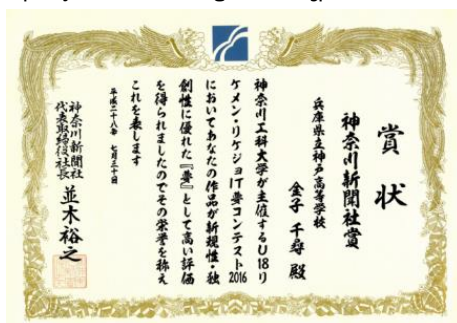 賞状
神奈川新聞社賞
兵庫県立神戸高等学校
金子 千尋 殿
神奈川工科大学が主催するU18リ
ケメン・リケジョIT夢コンテスト2016
においてあなたの作品が新規性・独
創性に優れた『夢』として高い評価
を得られましたのでその栄誉を称え
これを表します
平成二十八年 七月三十日
神奈川新聞社
代表取締役社長 並木裕之